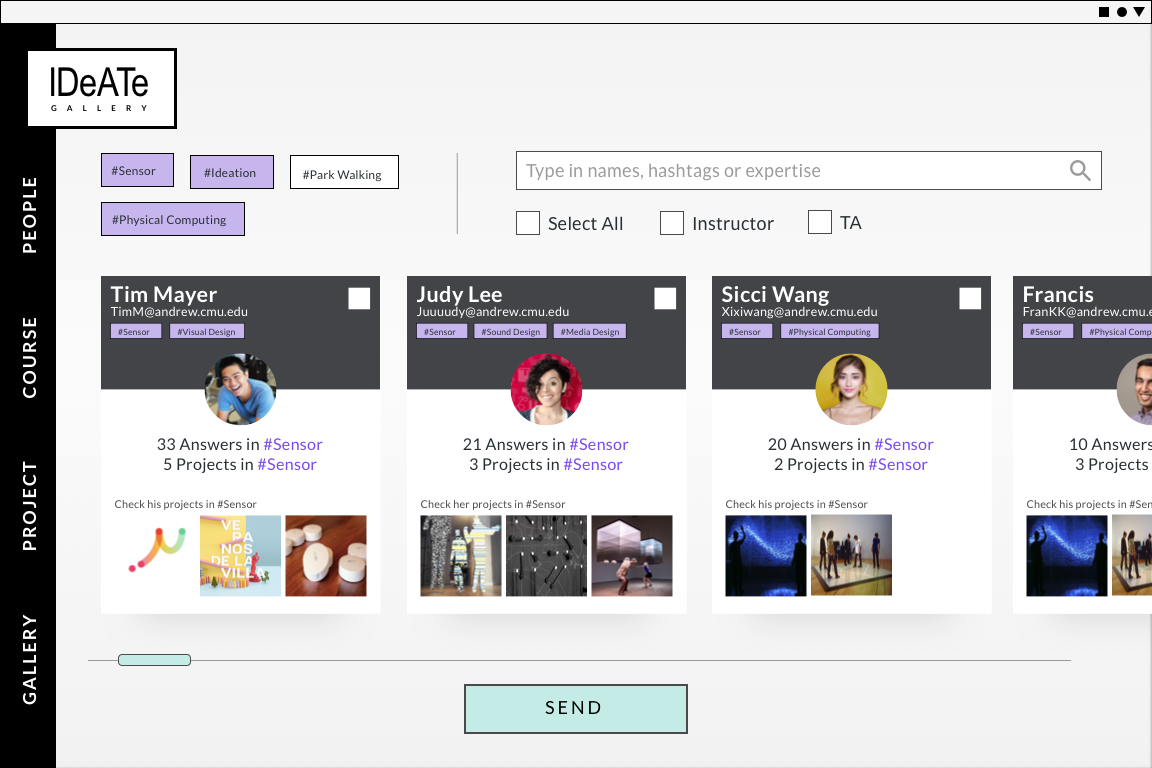 IDeATe
GALLERY
PEOPLE
COURSE
PROJECT
GALLERY
#Sensor
#Ideation
#Park Walking
#Physical Computing
Type in names, hashtags or expertise
Select All
Instructor
TA
Tim Mayer
TimM@andrew.cmu.edu
#Sensor
#Visual Design
33 Answers in #Sensor
5 Projects in #Sensor
Check his projects in #Sensor
VE
RA
NOS
DE LA
VILLA
Judy Lee
Juuuudy@andrew.cmu.edu
#Sensor
#Sound Design
#Media Design
21 Answers in #Sensor
3 Projects in #Sensor
Check her projects in #Sensor
Sicci Wang
Xixiwang@andrew.cmu.edu
#Sensor
#Physical Computing
20 Answers in #Sensor
2 Projects in #Sensor
Check his projects in #Sensor
Francis
FranKK@andrew.cmu.e
#Sensor
#Physical Comp
10 Answers
3 Projects
Check his projects in #Sen
SEND